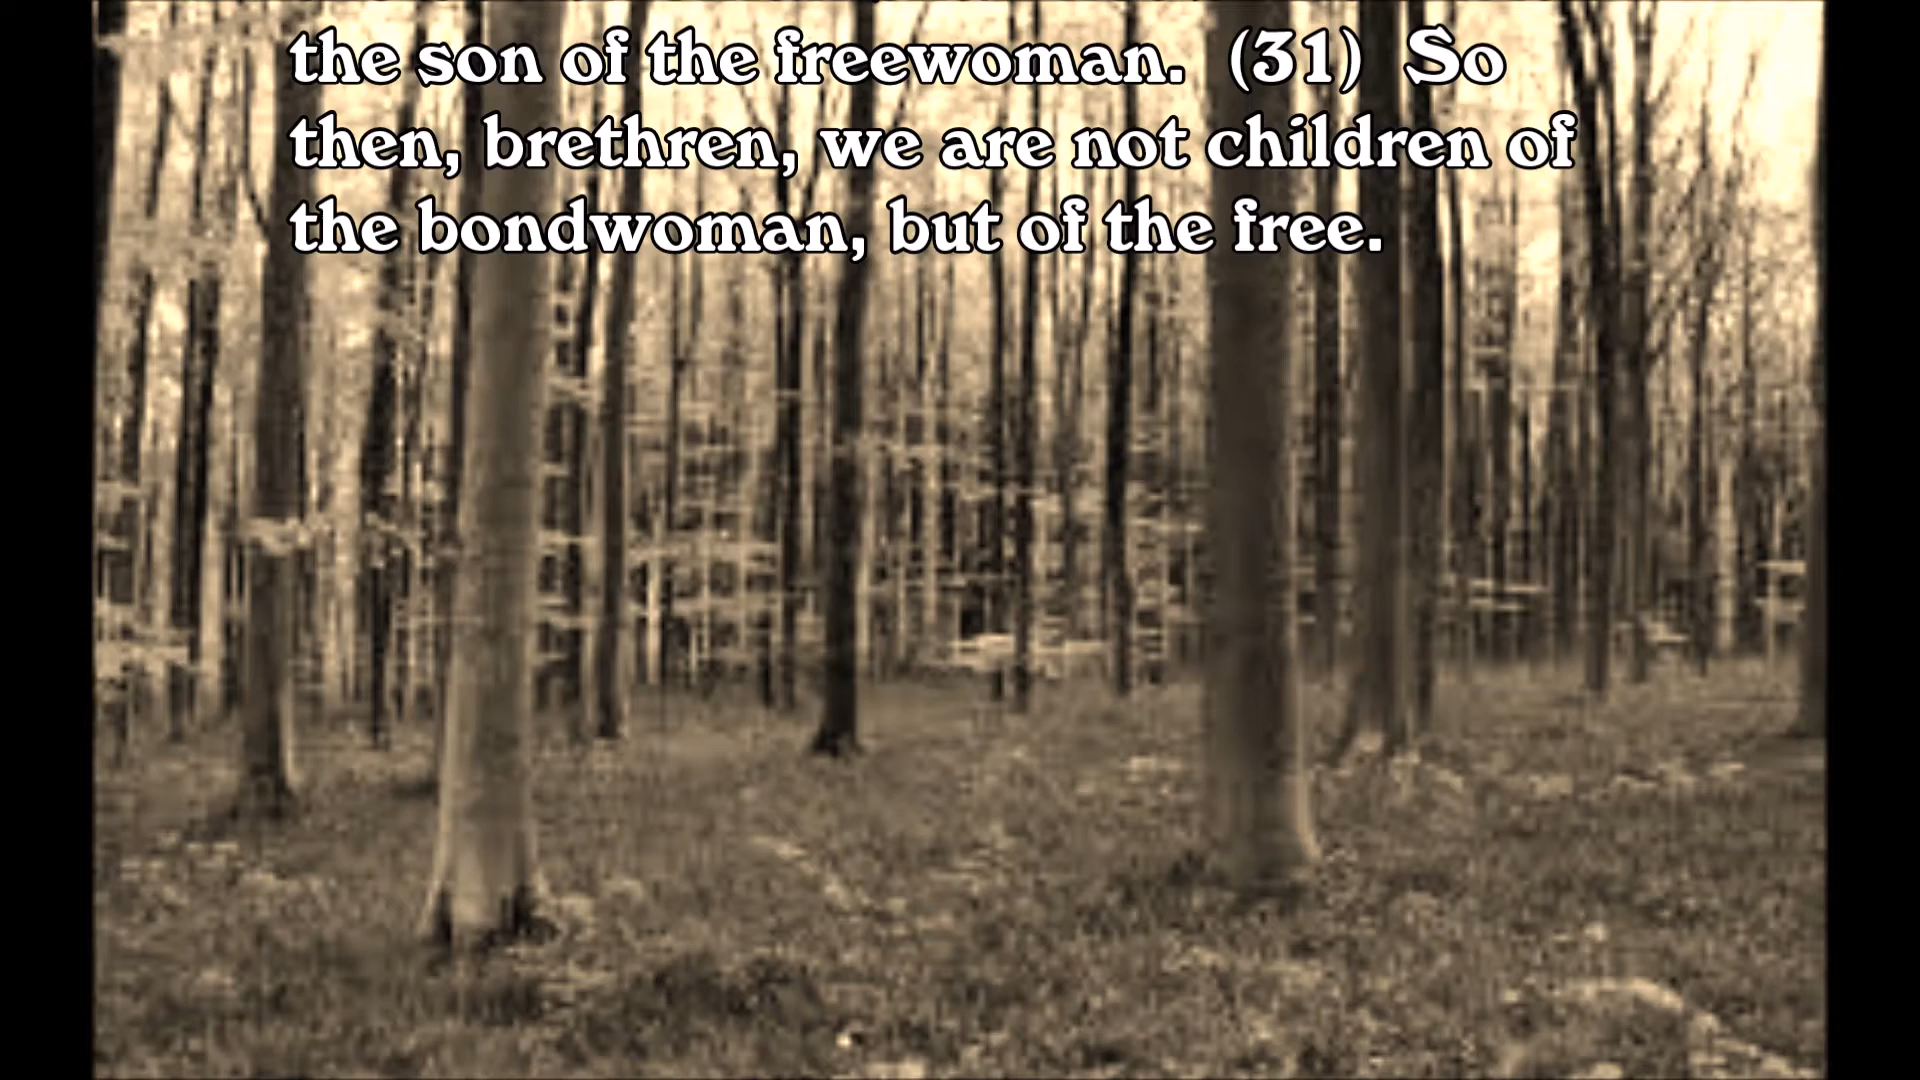 the son of the freewoman. (31) So
then, brethren, we are not children of
the bondwoman, but of the free.